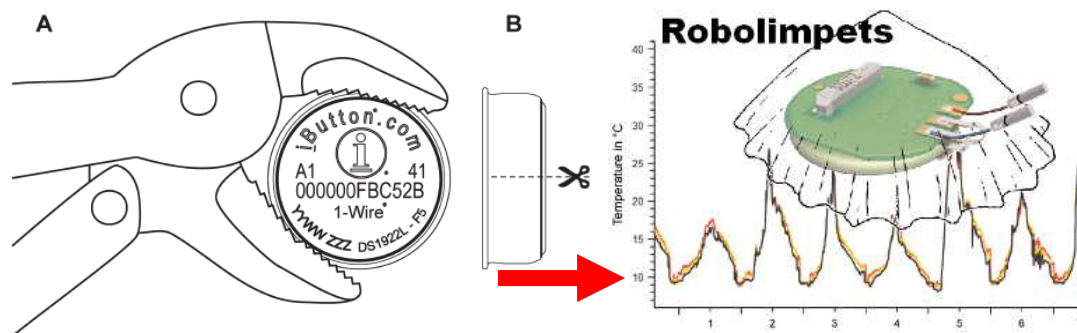 A
iButton.com
A1 41
000000FBC52B
1-Wire®
YYWW ZZZ DS1922L - F5
B
Robolimpets
Temperature in °C
40
35
30
25
20
15
10
1 2 3 4 5 6